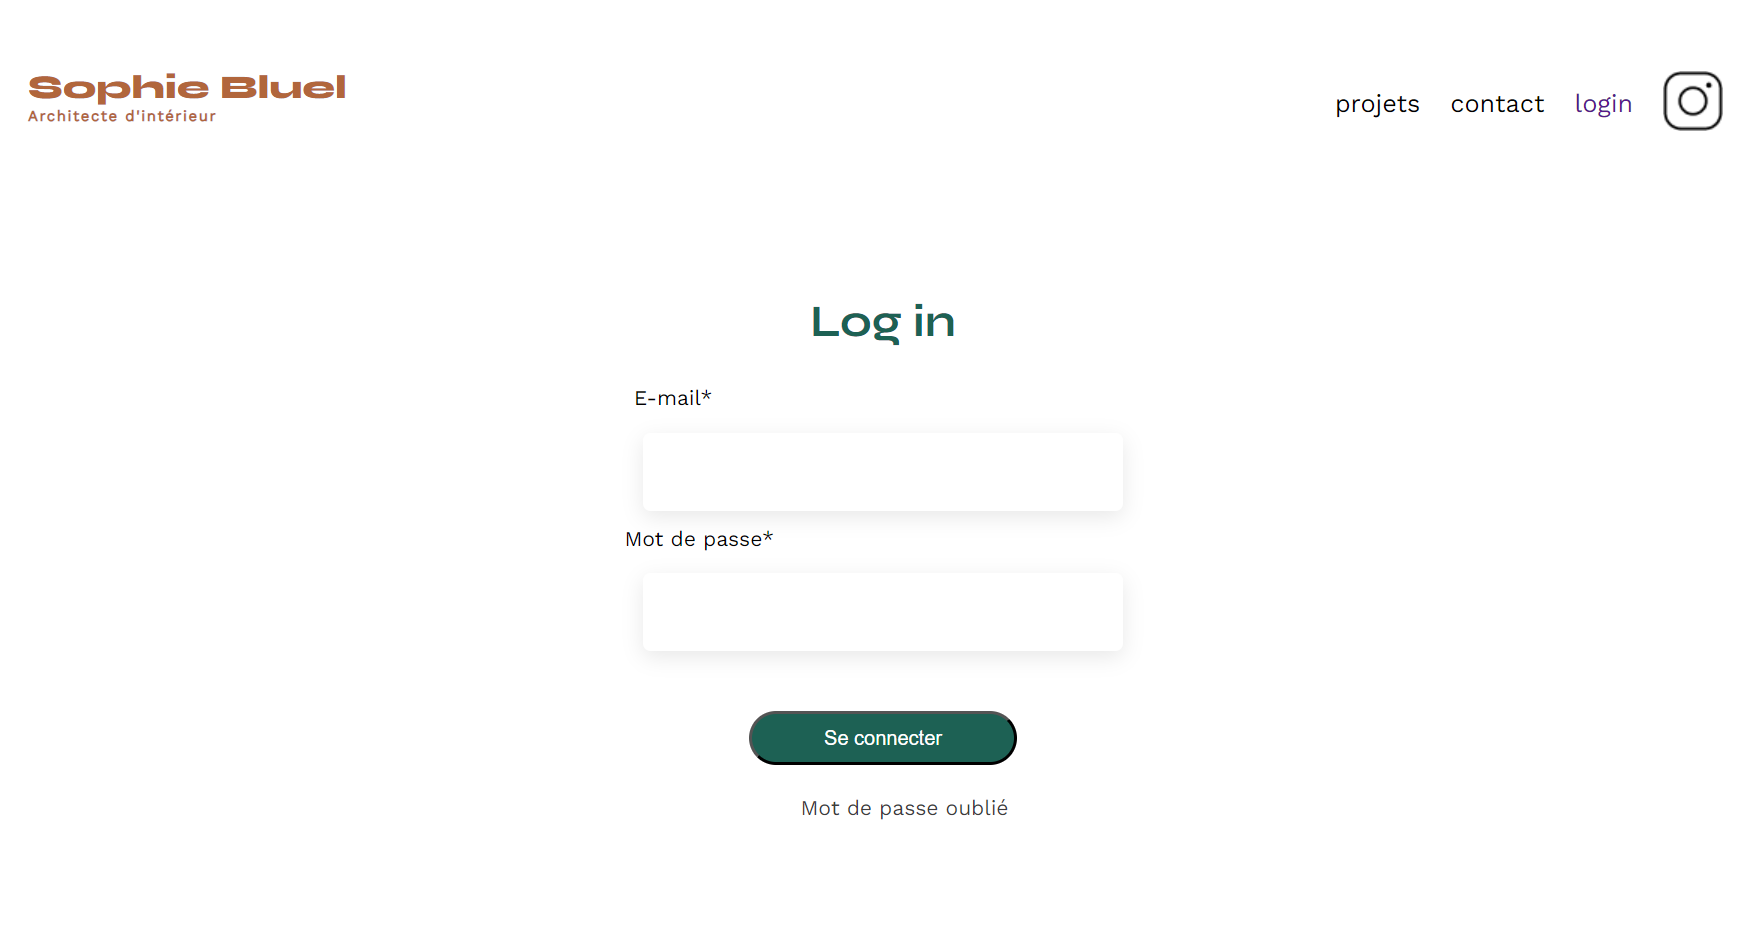 Sophie Bluel
Architecte d'intérieur
projets contact login
Log in
E-mail*
Mot de passe*
Se connecter
Mot de passe oublié